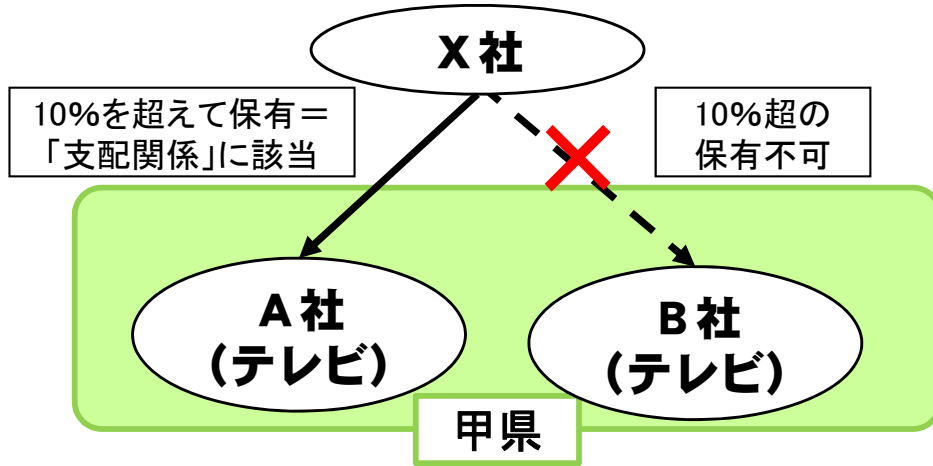 X社
10%を超えて保有＝
「支配関係」に該当
10%超の
保有不可
A社
(テレビ)
B社
(テレビ)
甲県